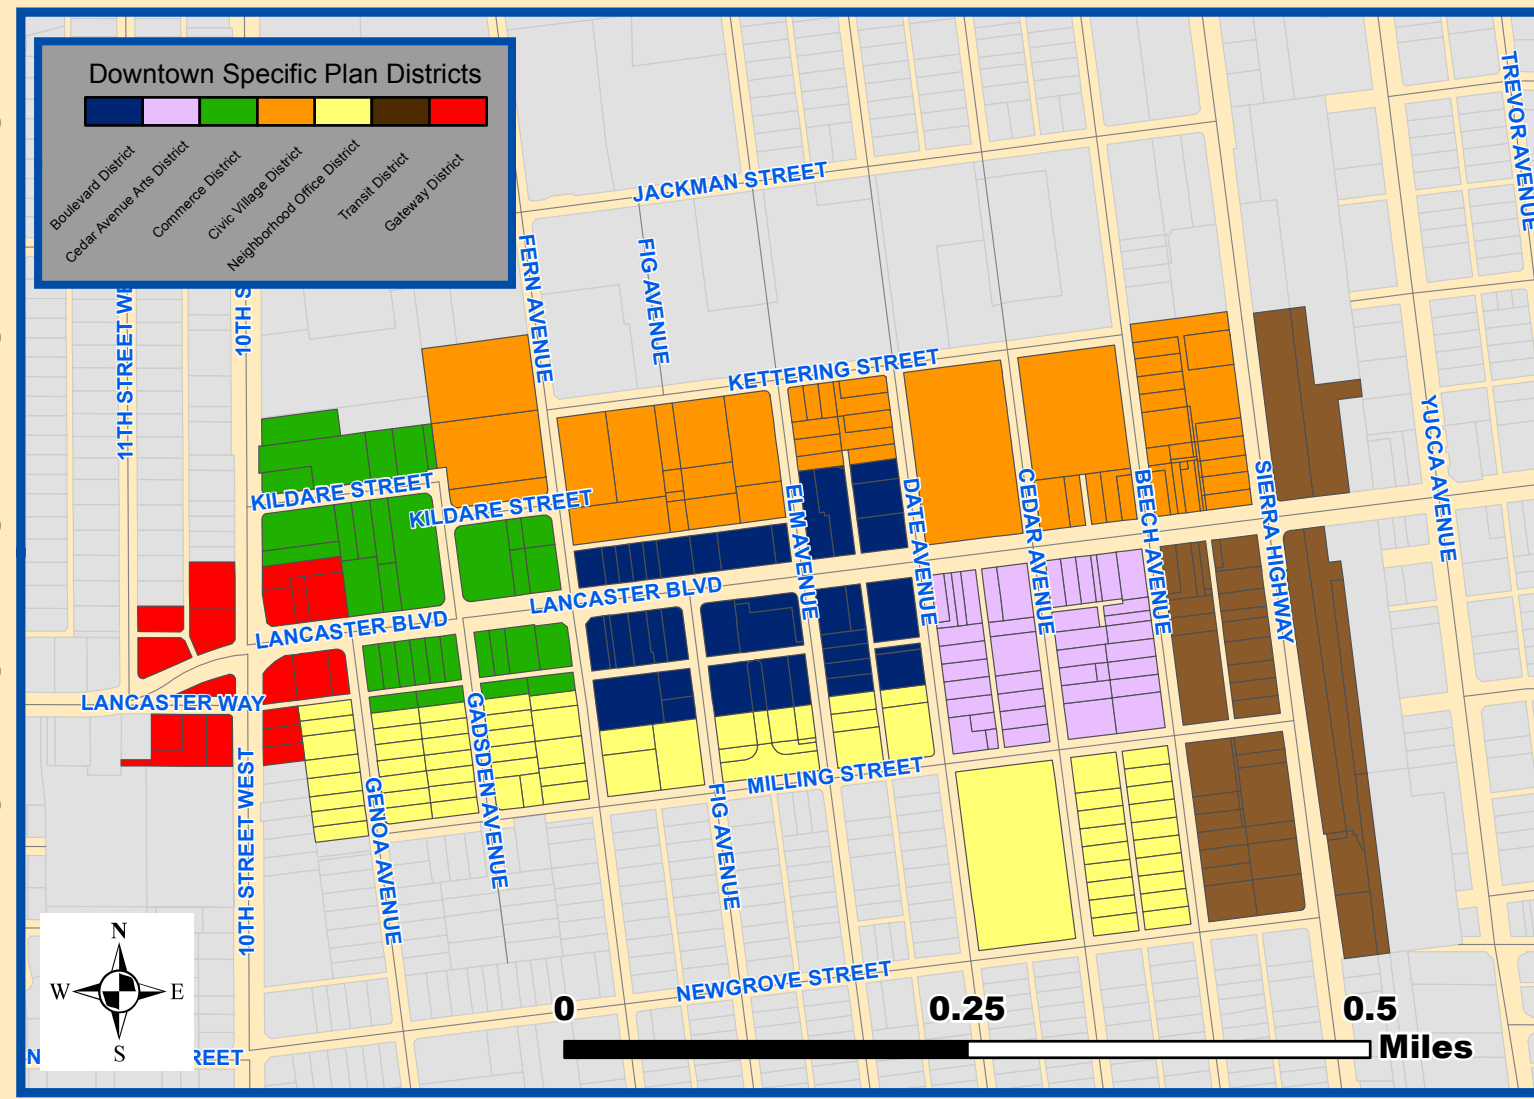 Downtown Specific Plan Districts
Boulevard District
Cedar Avenue Arts District
Commerce District
Civic Village District
Neighborhood Office District
Transit District
Gateway District
TREVOR AVENUE
JACKMAN STREET
FERN AVENUE
FIG AVENUE
11TH STREET WE
10TH S
KETTERING STREET
YUCCA AVENUE
KILDARE STREET
KILDARE STREET
ELM AVENUE
DATE AVENUE
CEDAR AVENUE
BEECH AVENUE
SIERRA HIGHWAY
LANCASTER BLVD
LANCASTER BLVD
LANCASTER WAY
GADSDEN AVENUE
MILLING STREET
10TH STREET WEST
GENOA AVENUE
FIG AVENUE
NEWGROVE STREET
N
W
E
S
N
REET
0
0.25
0.5
Miles